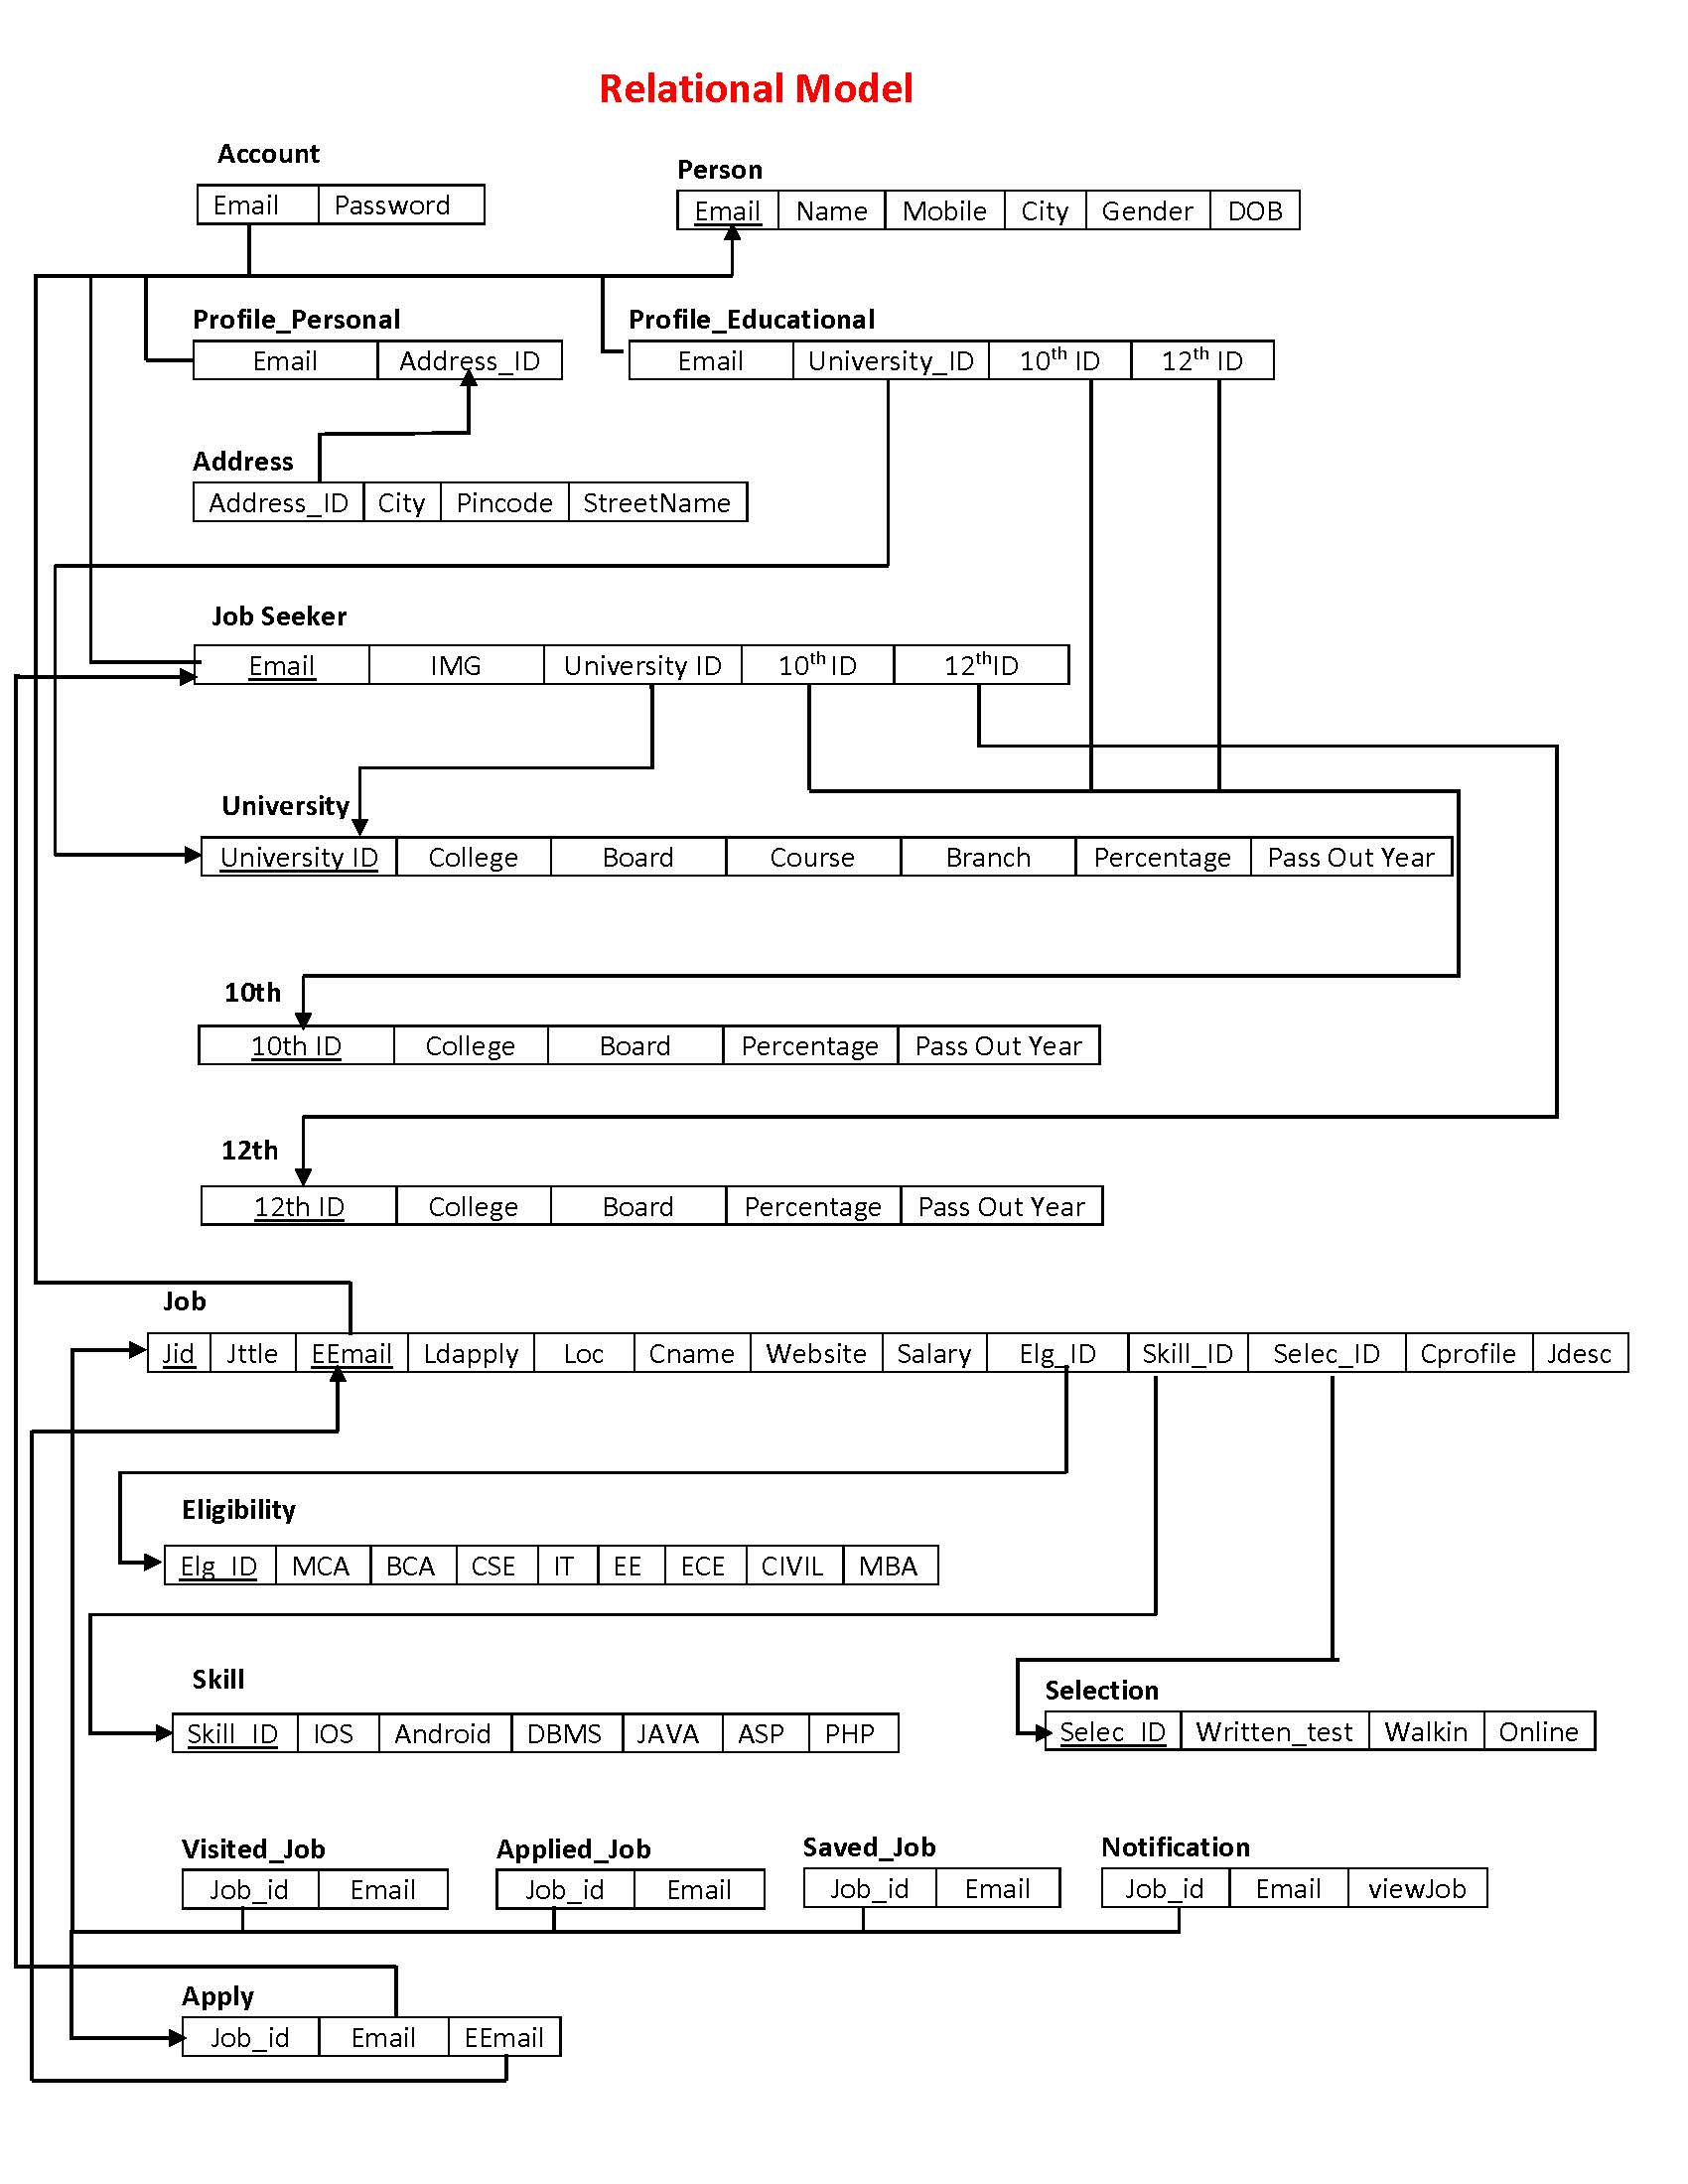 Relational Model
Account
Person
Email Password
Email Name Mobile City Gender DOB
Profile_Personal
Profile_Educational
Email Address_ID
Email University_ID 10th ID 12th ID
Address
Address_ID City Pincode StreetName
Job Seeker
Email IMG University ID 10th ID 12thID
University
University ID College Board Course Branch Percentage Pass Out Year
10th
10th ID College Board Percentage Pass Out Year
12th
12th ID College Board Percentage Pass Out Year
Job
Jid Jttle EEmail Ldapply Loc Cname Website Salary Elg_ID Skill_ID Selec_ID Cprofile Jdesc
Eligibility
Elg_ID MCA BCA CSE IT EE ECE CIVIL MBA
Skill
Selection
Skill_ID IOS Android DBMS JAVA ASP PHP
Selec_ID Written_test Walkin Online
Visited_Job Applied_Job Saved_Job Notification
Job_id Email
Job_id Email
Job_id Email
Job_id Email viewJob
Apply
Job_id Email EEmail